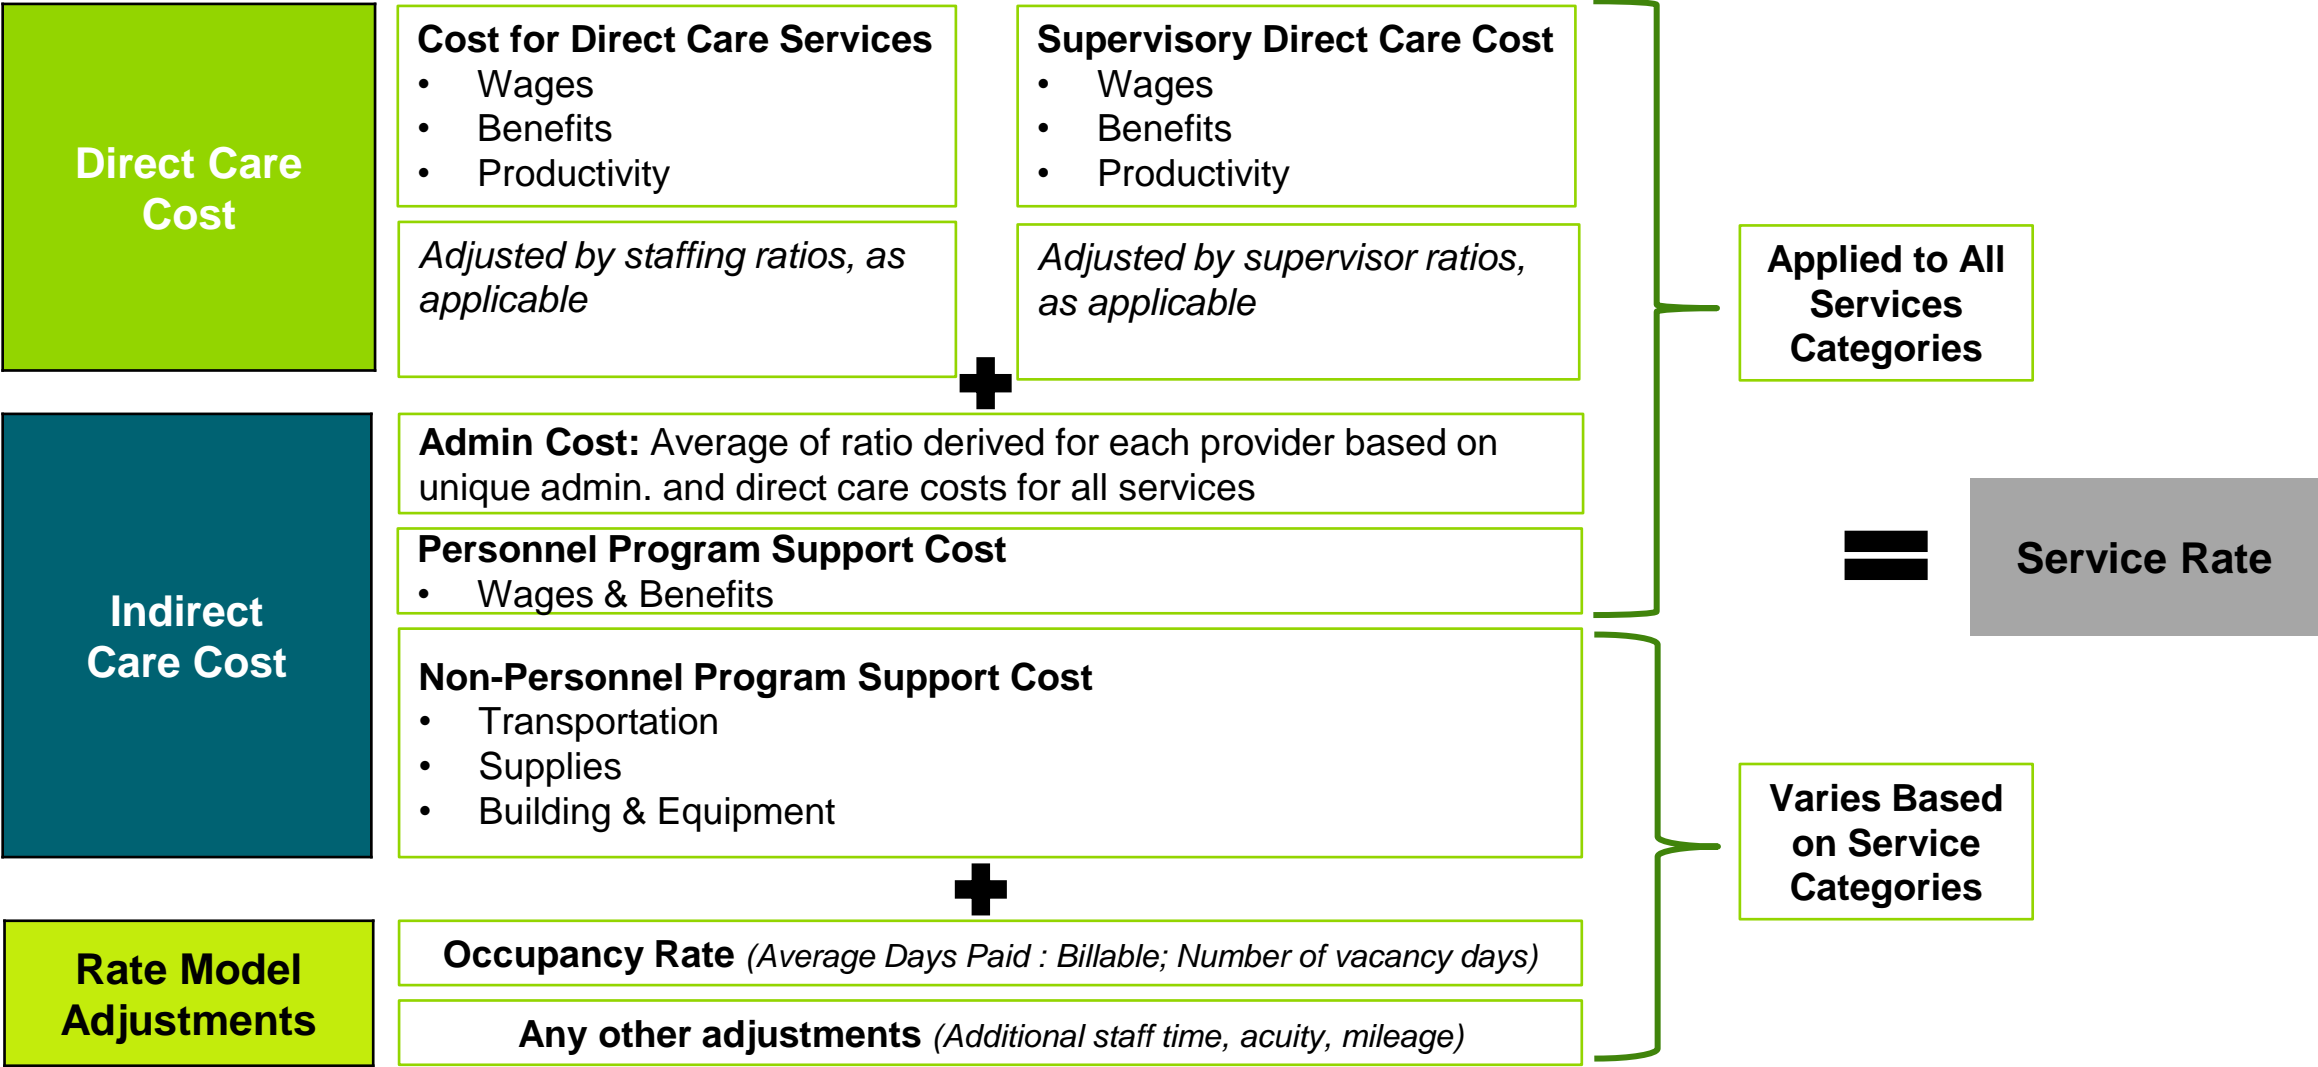 Direct Care
Cost
Cost for Direct Care Services
• Wages
• Benefits
• Productivity
Adjusted by staffing ratios, as
applicable
Supervisory Direct Care Cost
• Wages
• Benefits
• Productivity
Adjusted by supervisor ratios,
as applicable
Applied to All
Services
Categories
Indirect
Care Cost
Admin Cost: Average of ratio derived for each provider based on
unique admin. and direct care costs for all services
Personnel Program Support Cost
• Wages & Benefits
Non-Personnel Program Support Cost
• Transportation
• Supplies
• Building & Equipment
Service Rate
Varies Based
on Service
Categories
Rate Model
Adjustments
Occupancy Rate (Average Days Paid : Billable; Number of vacancy days)
Any other adjustments (Additional staff time, acuity, mileage)